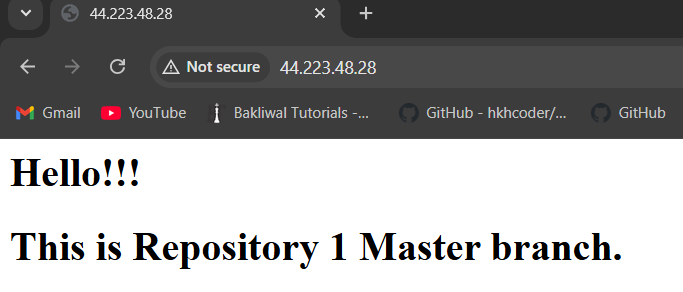 44.223.48.28
Not secure 44.223.48.28
Gmail YouTube Bakliwal Tutorials -... GitHub - hkhcoder/... GitHub
Hello!!!
This is Repository 1 Master branch.